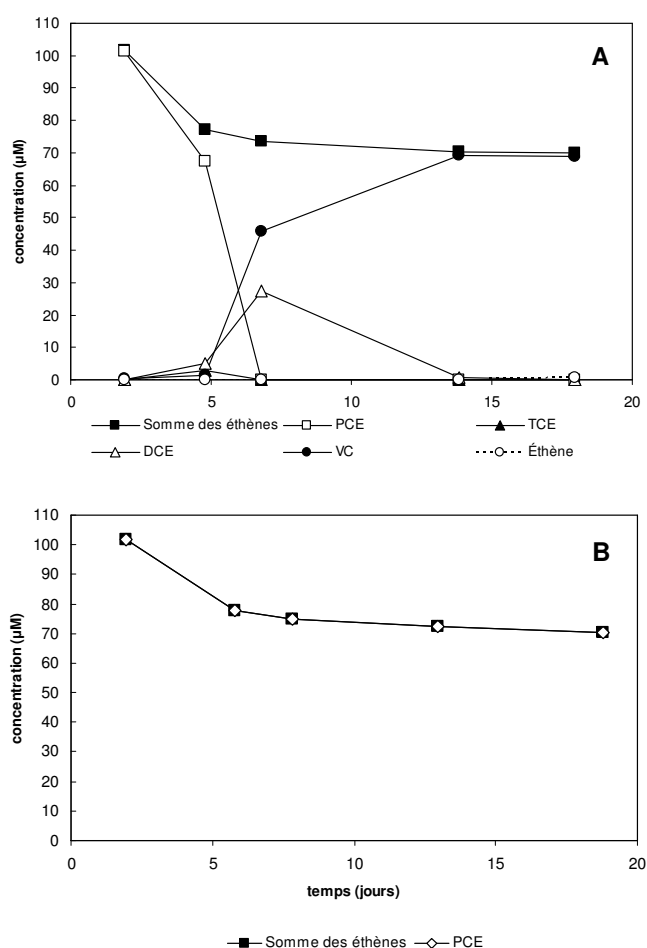 110
100
90
80
70
60
50
40
30
20
10
0
concentration (µM)
A
0 5 10 15 20
Somme des éthènes PCE TCE
DCE VC Éthène
110
100
90
80
70
60
50
40
30
20
10
0
concentration (µM)
B
0 5 10 15 20
temps (jours)
Somme des éthènes PCE